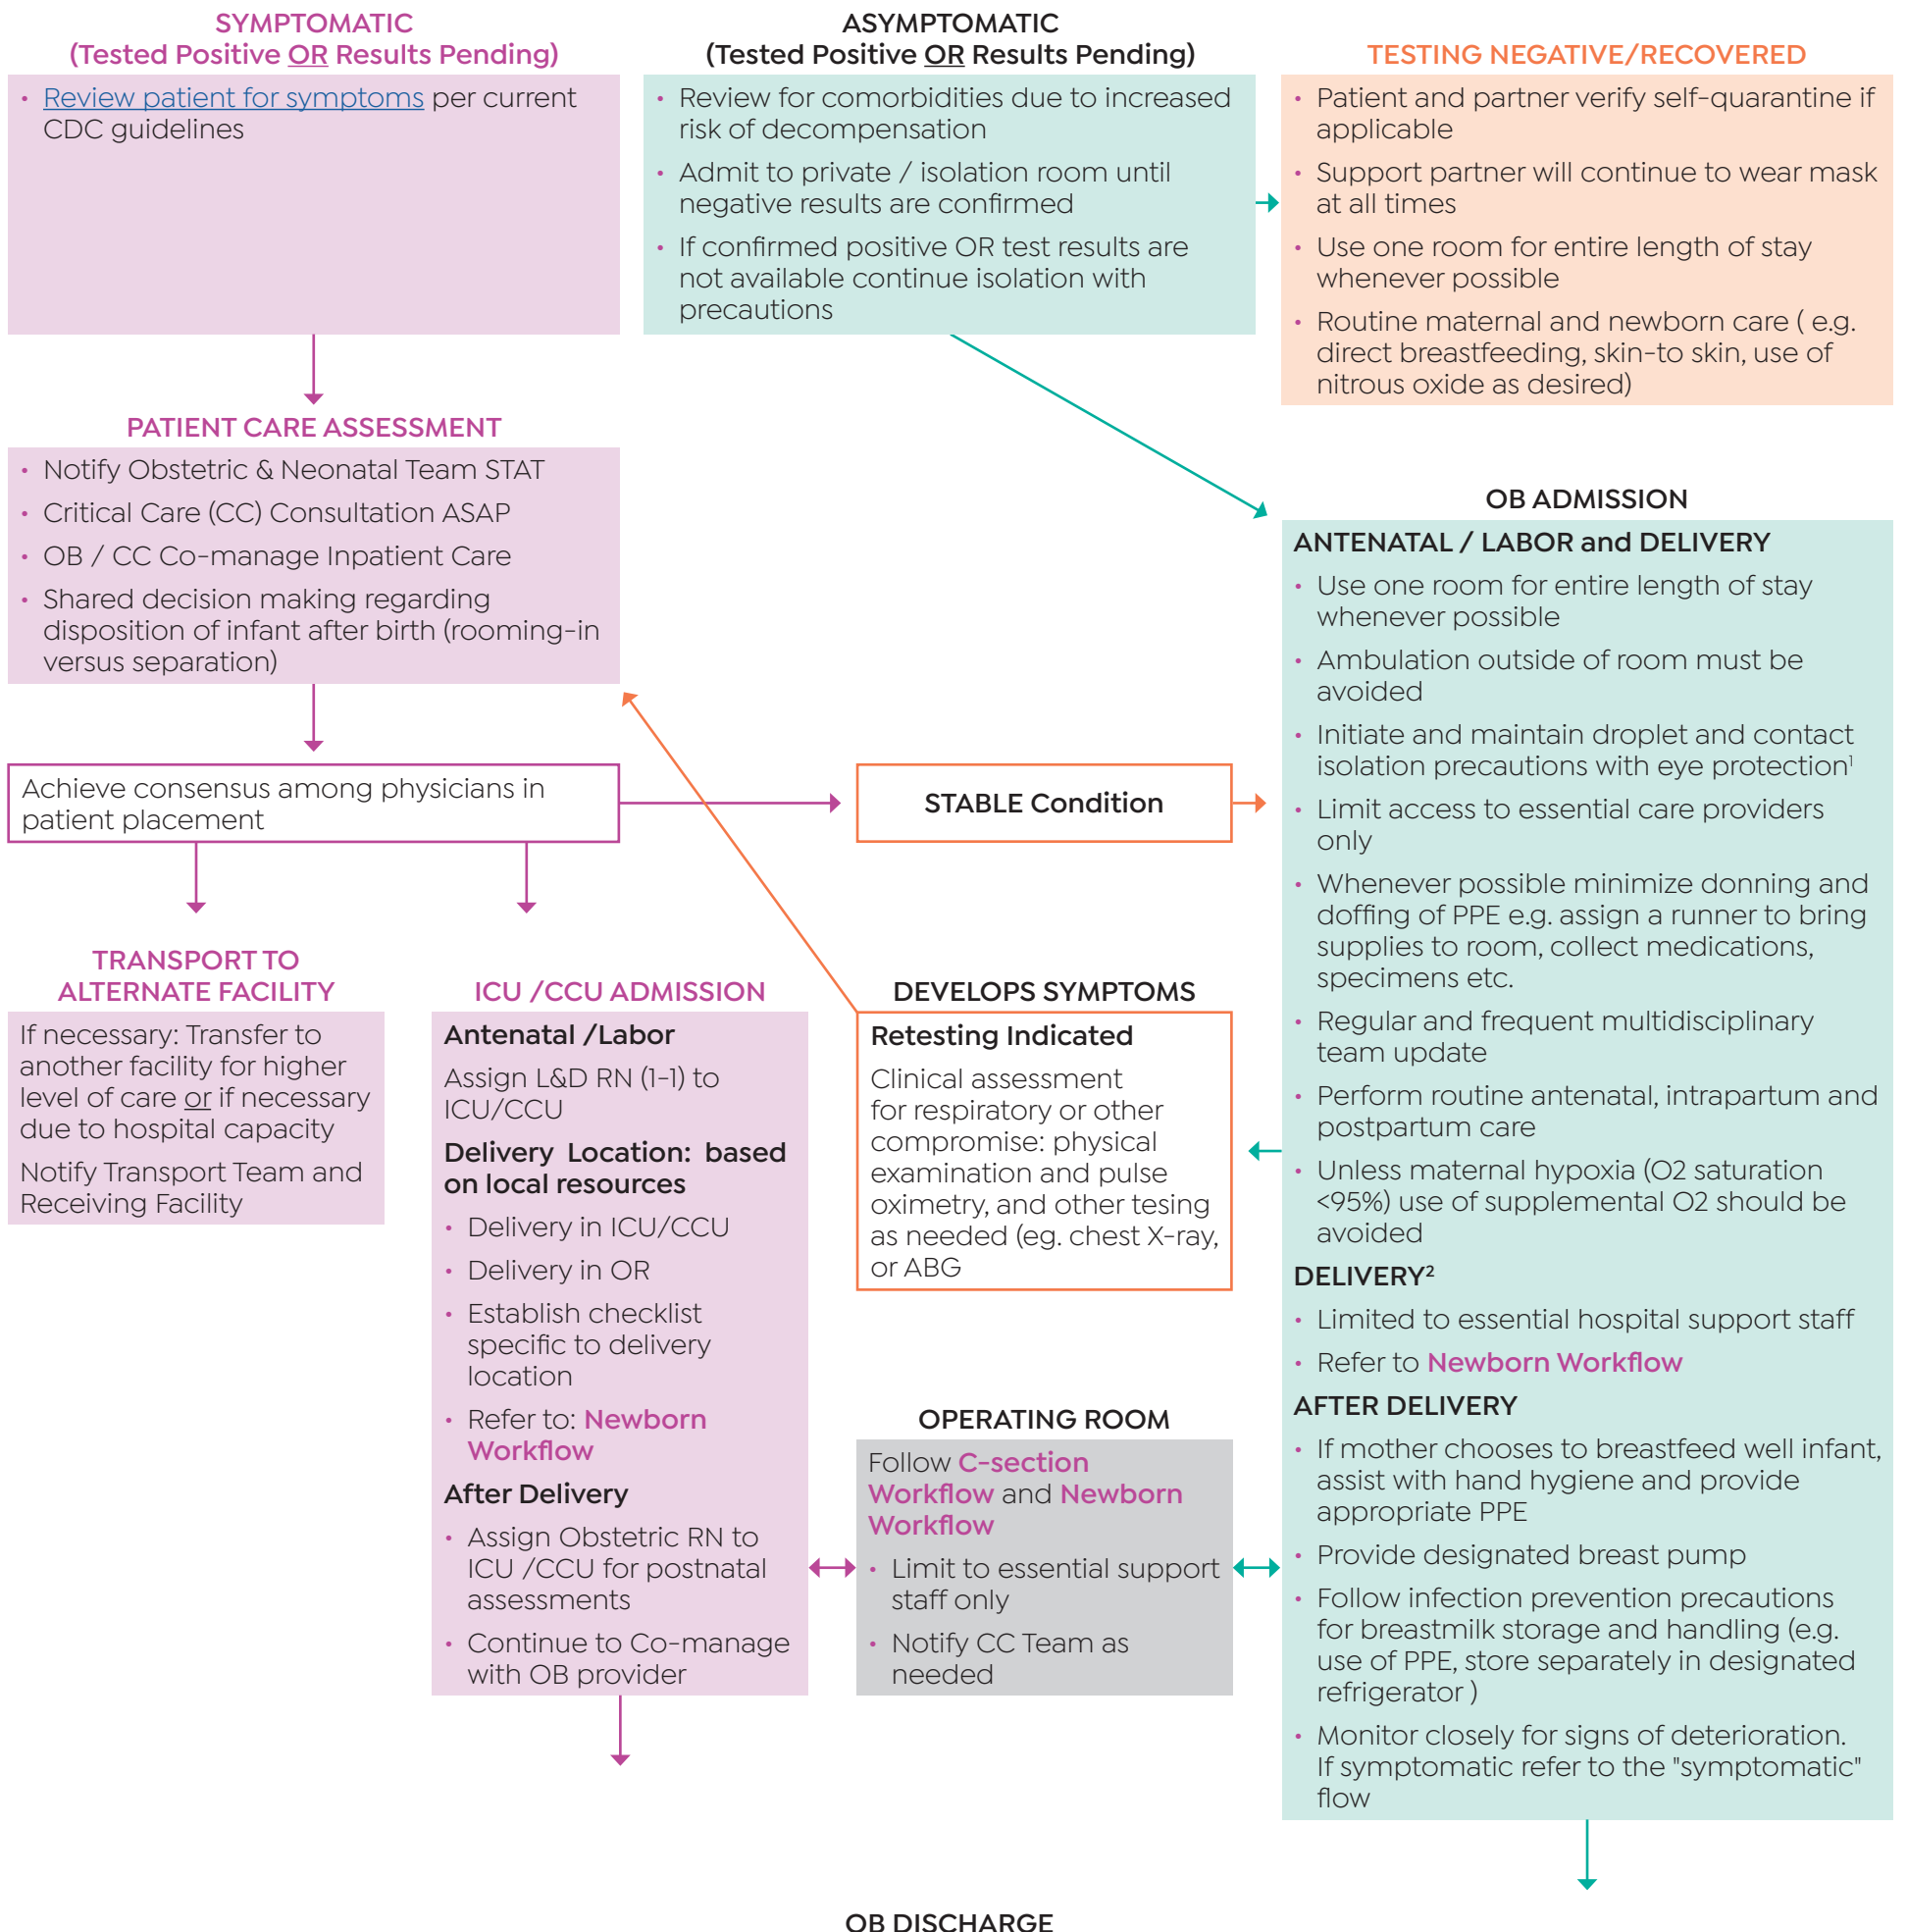 SYMPTOMATIC
(Tested Positive OR Results Pending)
• Review patient for symptoms per current
CDC guidelines
ASYMPTOMATIC
(Tested Positive OR Results Pending)
• Review for comorbidities due to increased
risk of decompensation
• Admit to private / isolation room until
negative results are confirmed
• If confirmed positive OR test results are
not available continue isolation with
precautions
TESTING NEGATIVE/RECOVERED
• Patient and partner verify self-quarantine if
applicable
• Support partner will continue to wear mask
at all times
• Use one room for entire length of stay
whenever possible
• Routine maternal and newborn care ( e.g.
direct breastfeeding, skin-to skin, use of
nitrous oxide as desired)
PATIENT CARE ASSESSMENT
• Notify Obstetric & Neonatal Team STAT
• Critical Care (CC) Consultation ASAP
• OB / CC Co-manage Inpatient Care
• Shared decision making regarding
disposition of infant after birth (rooming-in
versus separation)
Achieve consensus among physicians in
patient placement
STABLE Condition
TRANSPORT TO
ALTERNATE FACILITY
If necessary: Transfer to
another facility for higher
level of care or if necessary
due to hospital capacity
Notify Transport Team and
Receiving Facility
ICU /CCU ADMISSION
Antenatal /Labor
Assign L&D RN (1-1) to
ICU/CCU
Delivery Location: based
on local resources
• Delivery in ICU/CCU
• Delivery in OR
• Establish checklist
specific to delivery
location
• Refer to: Newborn
Workflow
After Delivery
• Assign Obstetric RN to
ICU /CCU for postnatal
assessments
• Continue to Co-manage
with OB provider
DEVELOPS SYMPTOMS
Retesting Indicated
Clinical assessment
for respiratory or other
compromise: physical
examination and pulse
oximetry, and other tesing
as needed (eg. chest X-ray,
or ABG
OPERATING ROOM
Follow C-section
Workflow and Newborn
Workflow
• Limit to essential support
staff only
• Notify CC Team as
needed
OB ADMISSION
ANTENATAL / LABOR and DELIVERY
• Use one room for entire length of stay
whenever possible
• Ambulation outside of room must be
avoided
• Initiate and maintain droplet and contact
isolation precautions with eye protection¹
• Limit access to essential care providers
only
• Whenever possible minimize donning and
doffing of PPE e.g. assign a runner to bring
supplies to room, collect medications,
specimens etc.
• Regular and frequent multidisciplinary
team update
• Perform routine antenatal, intrapartum and
postpartum care
• Unless maternal hypoxia (O2 saturation
<95%) use of supplemental O2 should be
avoided
DELIVERY²
• Limited to essential hospital support staff
• Refer to Newborn Workflow
AFTER DELIVERY
• If mother chooses to breastfeed well infant,
assist with hand hygiene and provide
appropriate PPE
• Provide designated breast pump
• Follow infection prevention precautions
for breastmilk storage and handling (e.g.
use of PPE, store separately in designated
refrigerator )
• Monitor closely for signs of deterioration.
If symptomatic refer to the "symptomatic"
flow
OB DISCHARGE